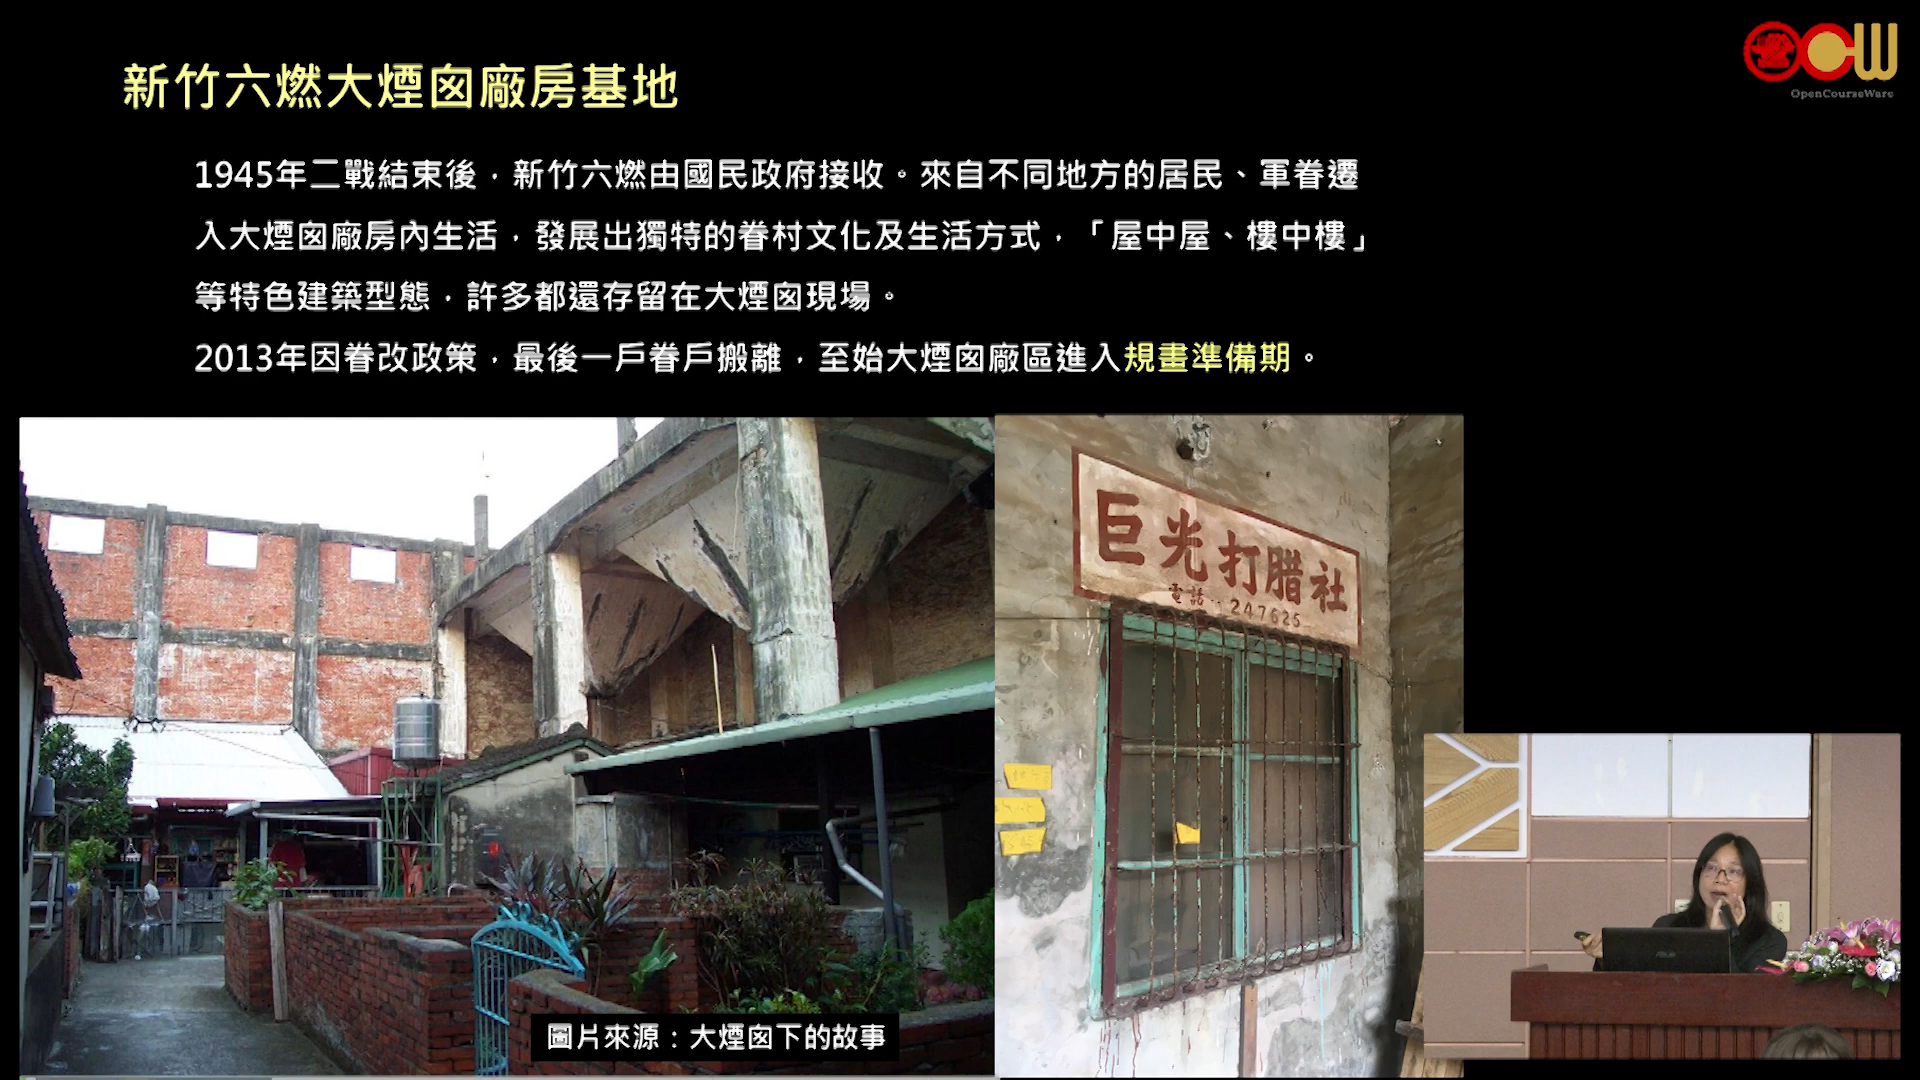 新竹六燃大煙囪廠房基地
OpenCourseWare
1945年二戰結束後，新竹六燃由國民政府接收。來自不同地方的居民、軍眷遷
入大煙囪廠房內生活，發展出獨特的眷村文化及生活方式，「屋中屋、樓中樓」
等特色建築型態，許多都還存留在大煙囪現場。
2013年因眷改政策，最後一戶眷戶搬離，至始大煙囪廠區進入規畫準備期。
巨光打腊社
電話：247625
圖片來源：大煙囪下的故事
ASUS